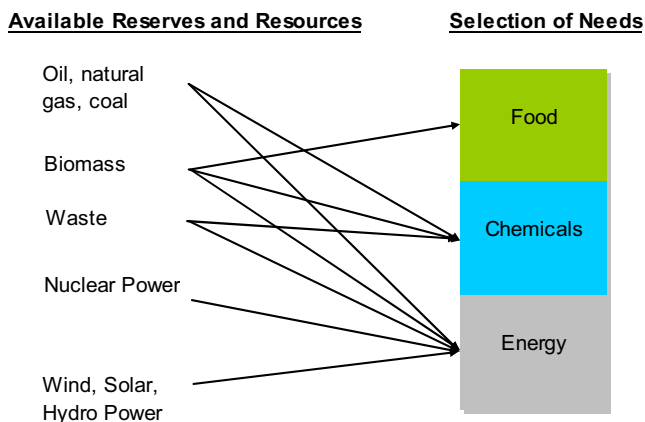 Available Reserves and Resources
Selection of Needs
Oil, natural
gas, coal
Biomass
Waste
Nuclear Power
Wind, Solar,
Hydro Power
Food
Chemicals
Energy